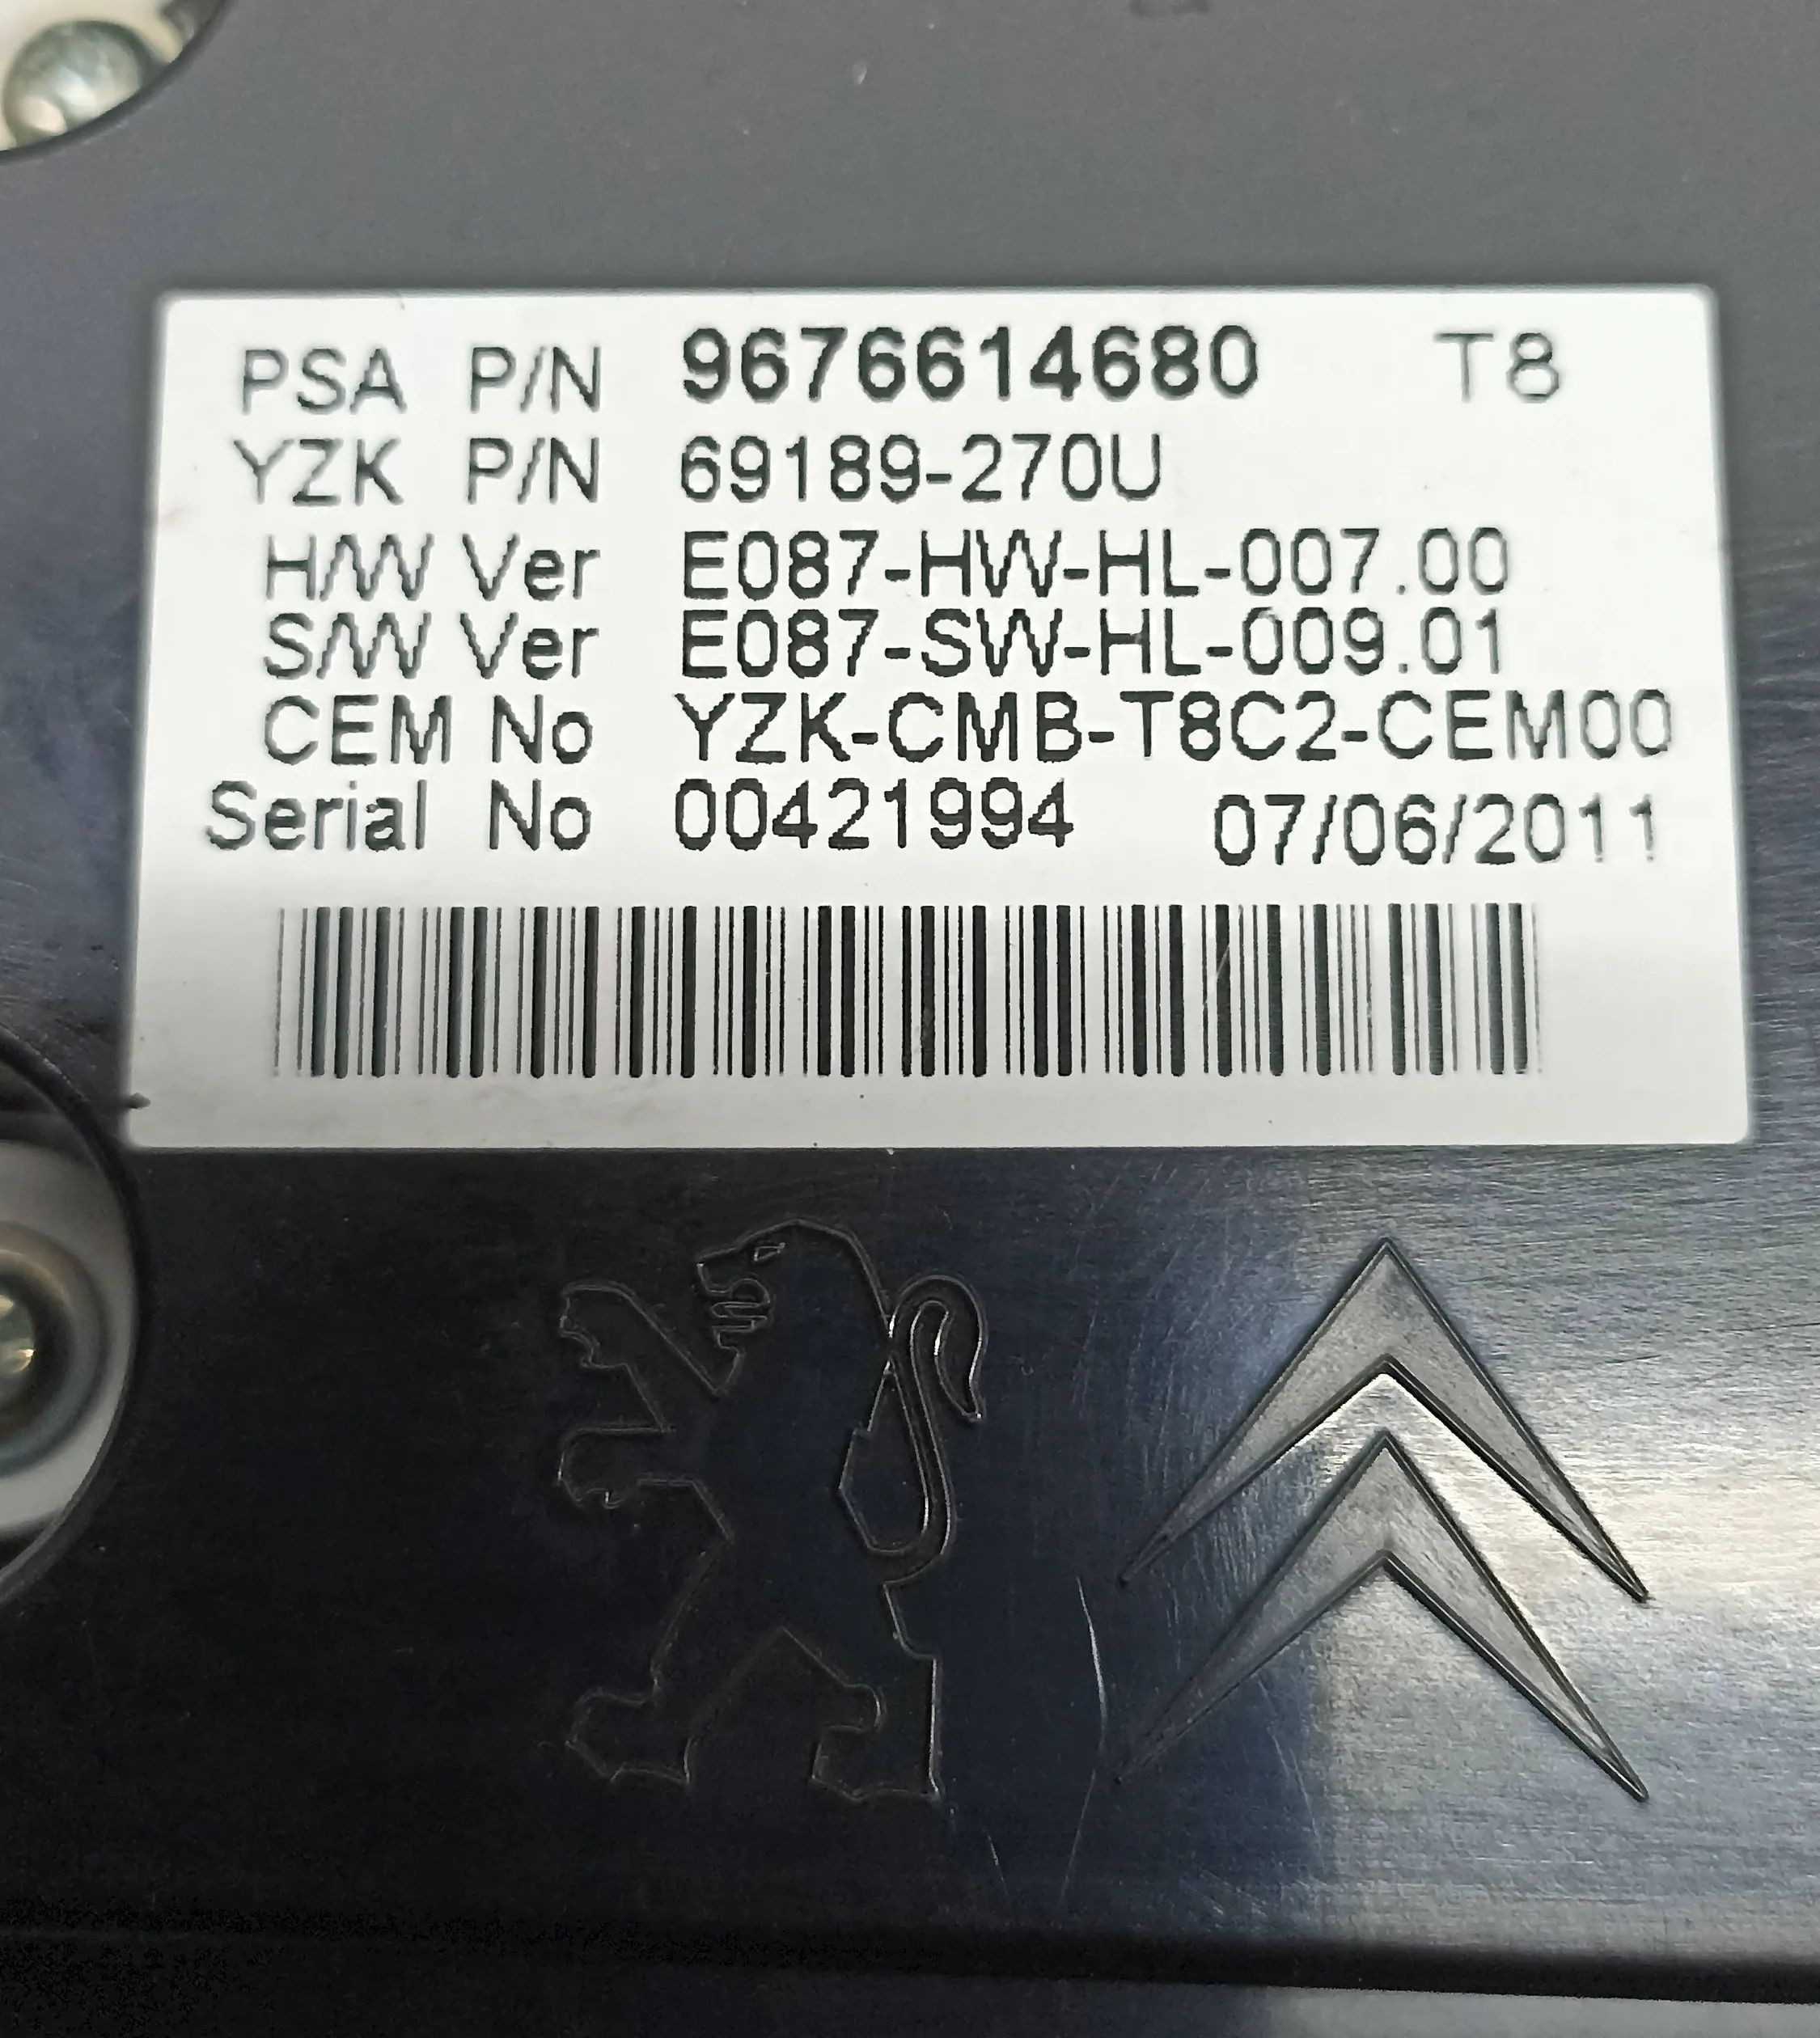 PSA P/N 9676614680 T8
YZK P/N 69189-270U
H/W Ver E087-HW-HL-007.00
S/W Ver E087-SW-HL-009.01
CEM No YZK-CMB-T8C2-CEM00
Serial No 00421994 07/06/2011